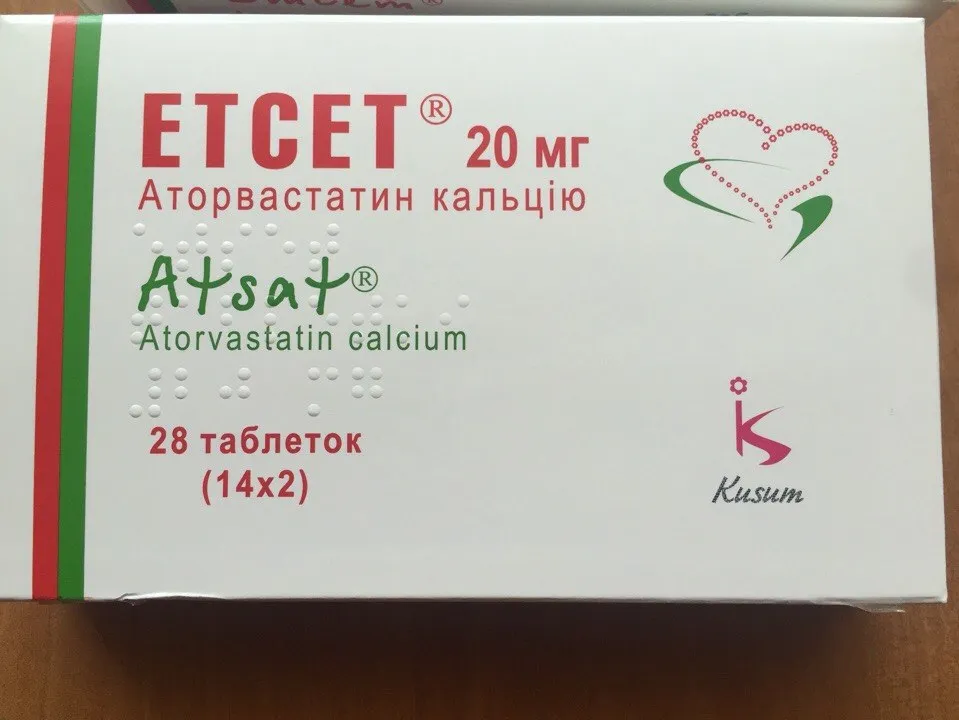 ЕТСЕТ® 20 мг
Аторвастатин кальцію
Atsat®
Atorvastatin calcium
28 таблеток
(14x2)
Kusum